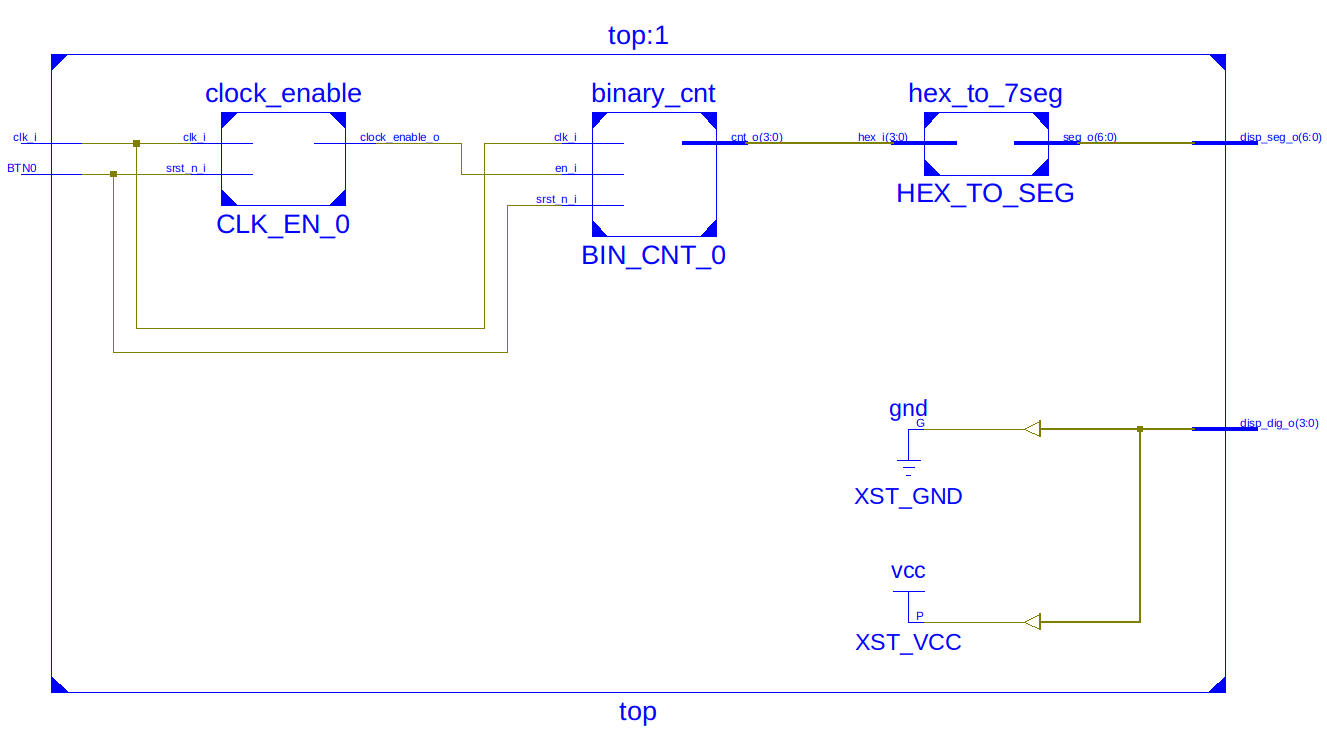 top:1
clock_enable
binary_cnt
hex_to_7seg
clk_i
clk_i
clock_enable_o
clk_i
cnt_o(3:0)
hex_i(3:0)
seg_o(6:0)
disp_seg_o(6:0)
BTN0
srst_n_i
en_i
srst_n_i
HEX_TO_SEG
CLK_EN_0
BIN_CNT_0
gnd
G
disp_dig_o(3:0)
XST_GND
vcc
P
XST_VCC
top